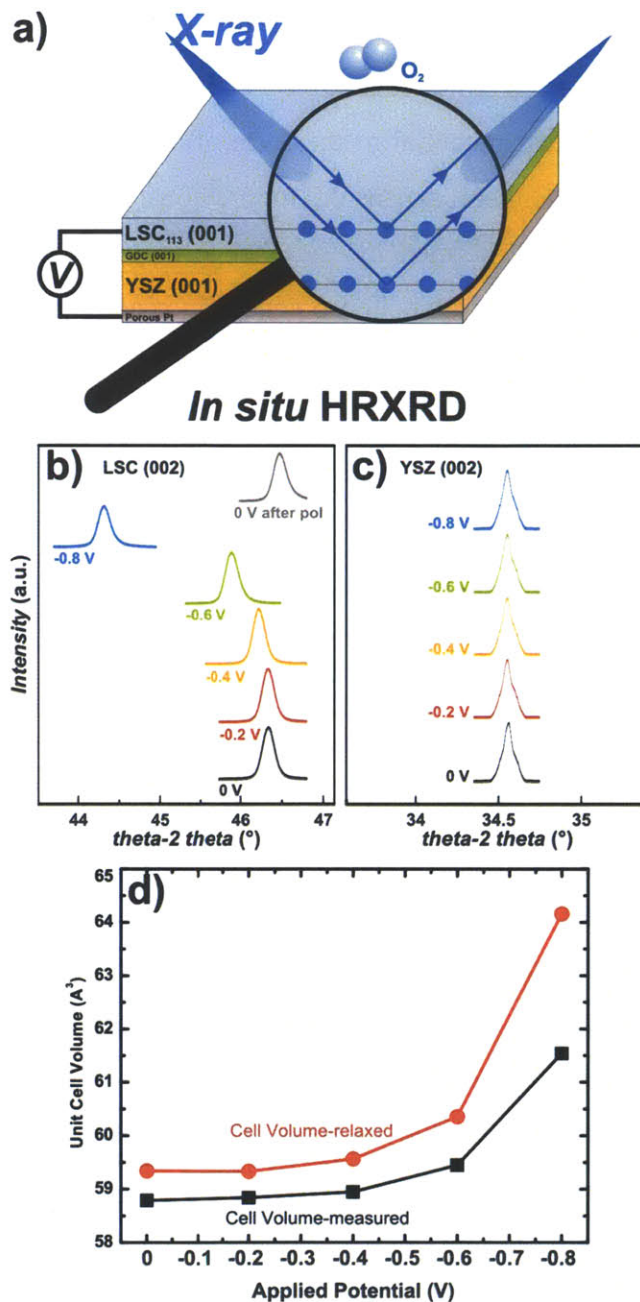 a)
X-ray
O2
LSC113 (001)
GDC (001)
V
YSZ (001)
Porous Pt
In situ HRXRD
b) LSC (002)
c) YSZ (002)
0 V after pol
-0.8 V
-0.6 V
-0.4 V
-0.2 V
0 V
-0.8 V
-0.6 V
-0.4 V
-0.2 V
0 V
Intensity (a.u.)
44 45 46 47
34 34.5 35
theta-2 theta (°)
theta-2 theta (°)
d)
65
64
63
62
61
60
59
58
Unit Cell Volume (A³)
Cell Volume-relaxed
Cell Volume-measured
0 -0.1 -0.2 -0.3 -0.4 -0.5 -0.6 -0.7 -0.8
Applied Potential (V)